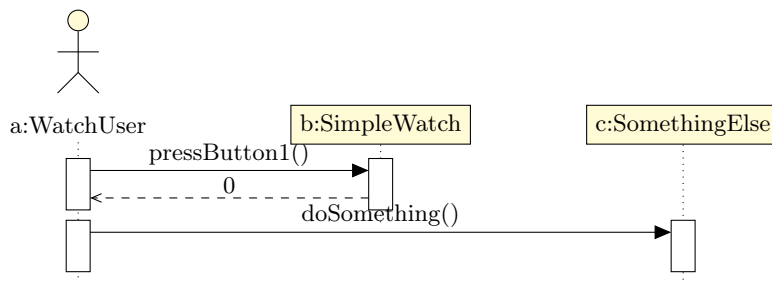 a:WatchUser
b:SimpleWatch
c:SomethingElse
pressButton1()
0
doSomething()